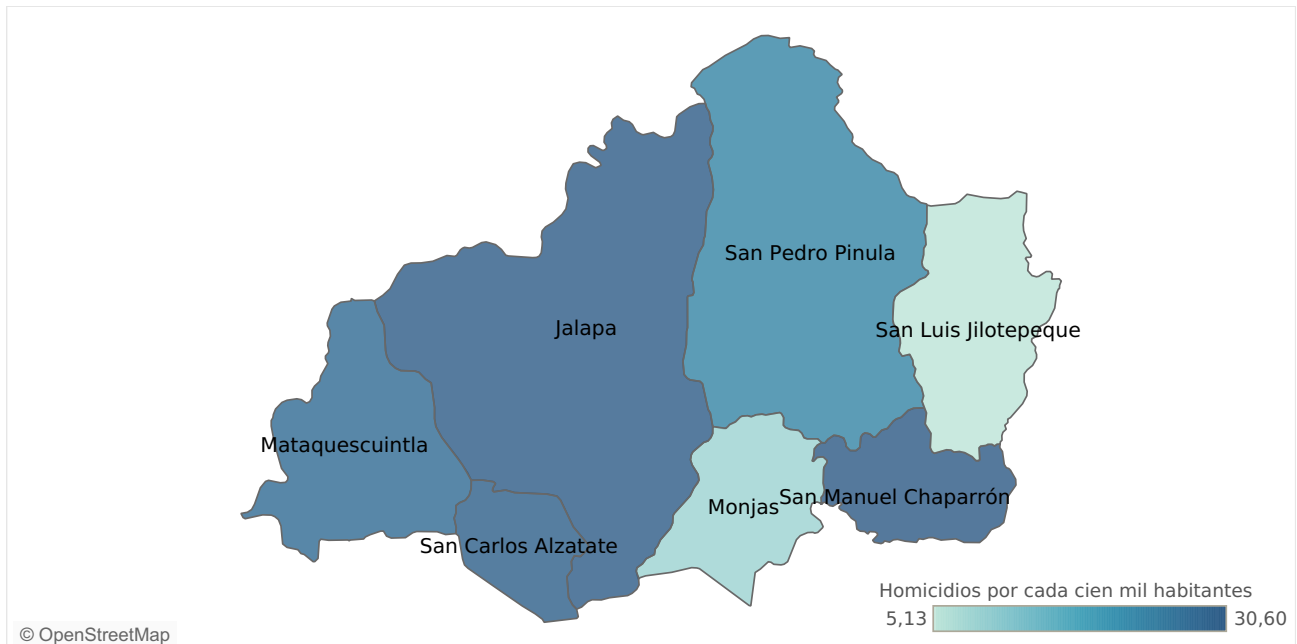 San Pedro Pinula
Jalapa
San Luis Jilotepeque
Mataquescuintla
San Manuel Chaparrón
Monjas
San Carlos Alzatate
Homicidios por cada cien mil habitantes
5,13 30,60
© OpenStreetMap